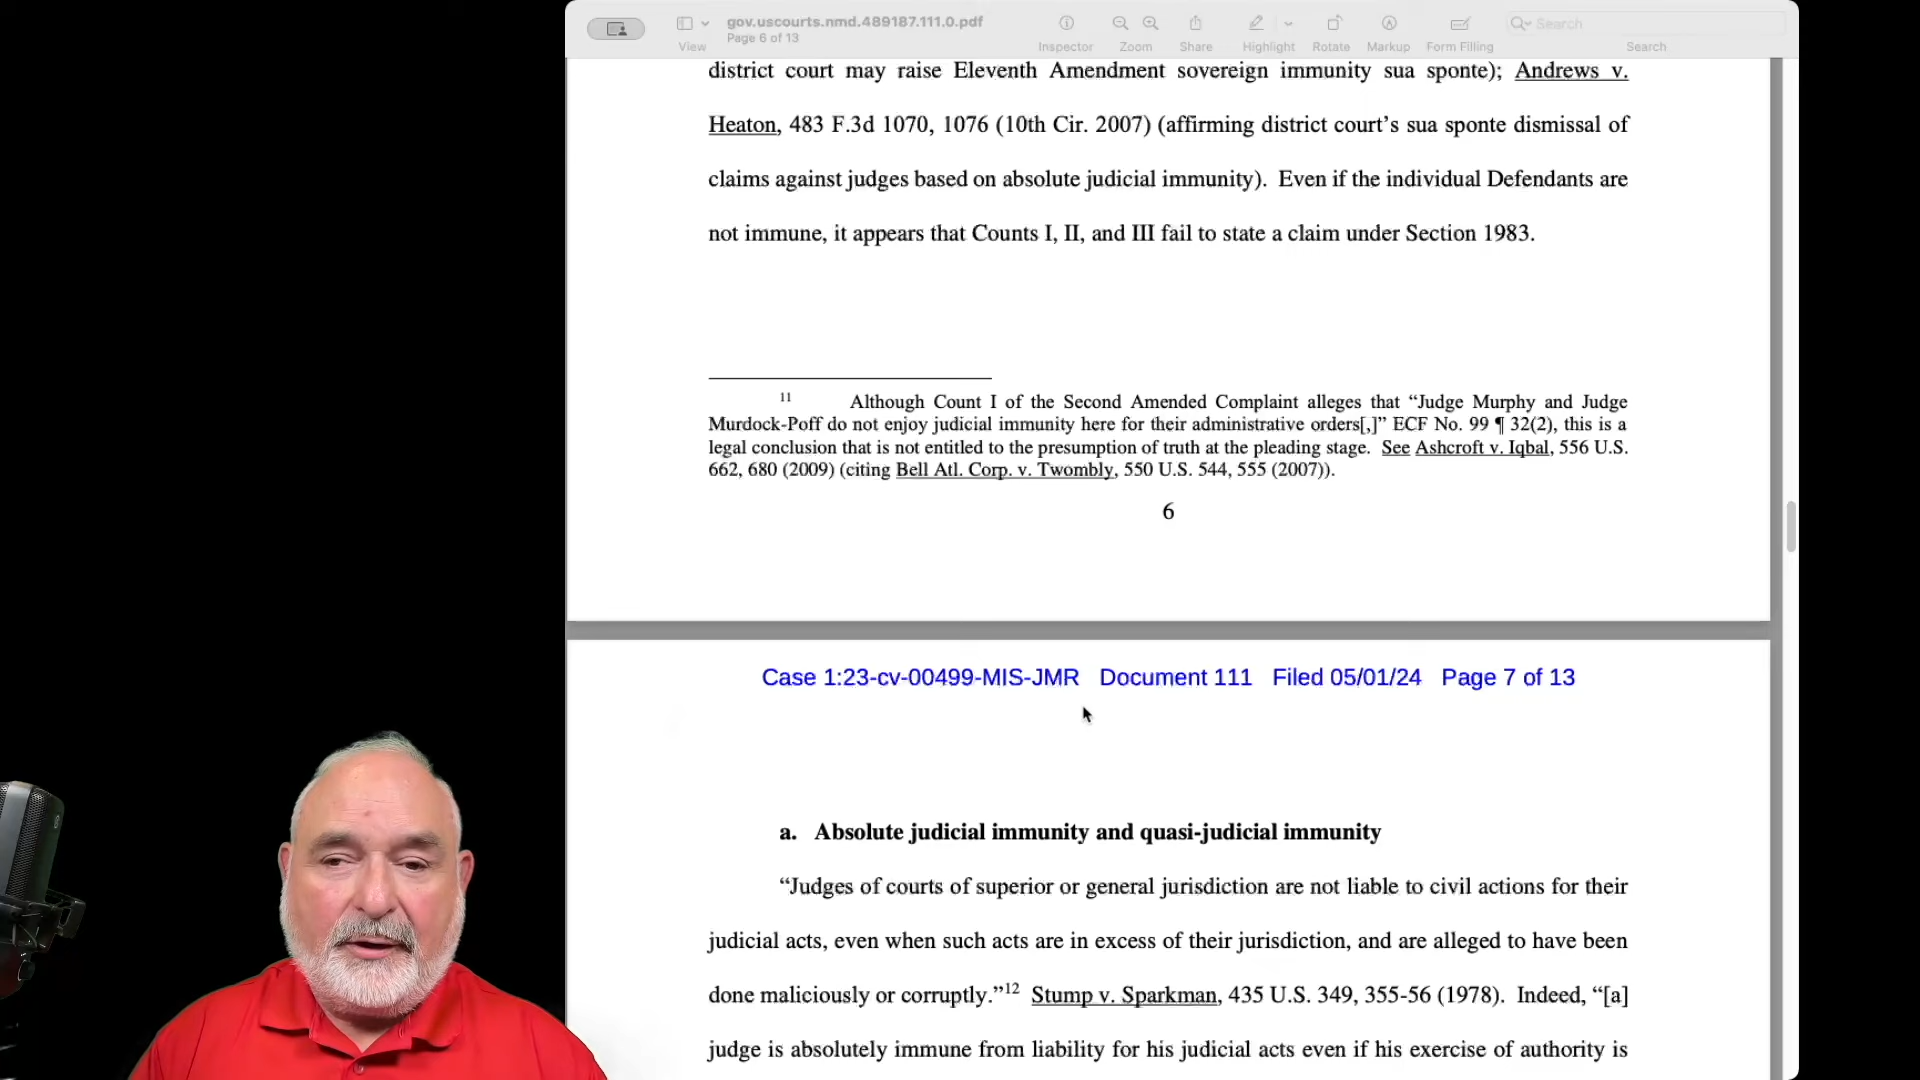 gov.uscourts.nmd.489187.111.0.pdf
Page 6 of 13
View
Inspector
Zoom
Share
Highlight
Rotate
Markup
Form Filling
Search
Search
district court may raise Eleventh Amendment sovereign immunity sua sponte); Andrews v.
Heaton, 483 F.3d 1070, 1076 (10th Cir. 2007) (affirming district court’s sua sponte dismissal of
claims against judges based on absolute judicial immunity). Even if the individual Defendants are
not immune, it appears that Counts I, II, and III fail to state a claim under Section 1983.
11 Although Count I of the Second Amended Complaint alleges that “Judge Murphy and Judge
Murdock-Poff do not enjoy judicial immunity here for their administrative orders[,]” ECF No. 99 ¶ 32(2), this is a
legal conclusion that is not entitled to the presumption of truth at the pleading stage. See Ashcroft v. Iqbal, 556 U.S.
662, 680 (2009) (citing Bell Atl. Corp. v. Twombly, 550 U.S. 544, 555 (2007)).
6
Case 1:23-cv-00499-MIS-JMR Document 111 Filed 05/01/24 Page 7 of 13
a. Absolute judicial immunity and quasi-judicial immunity
“Judges of courts of superior or general jurisdiction are not liable to civil actions for their
judicial acts, even when such acts are in excess of their jurisdiction, and are alleged to have been
done maliciously or corruptly.”12 Stump v. Sparkman, 435 U.S. 349, 355-56 (1978). Indeed, “[a]
judge is absolutely immune from liability for his judicial acts even if his exercise of authority is